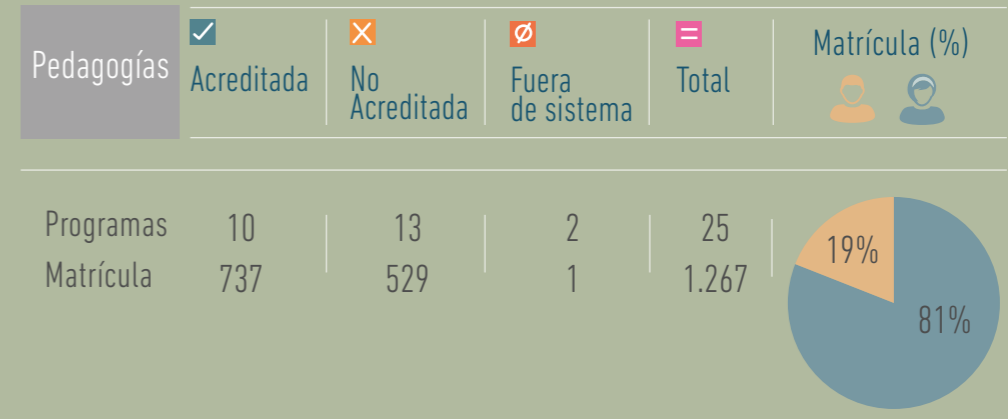 Pedagogías
Acreditada
No
Acreditada
Fuera
de sistema
Total
Matrícula (%)
Programas 10 13 2 25
Matrícula 737 529 1 1.267
19%
81%